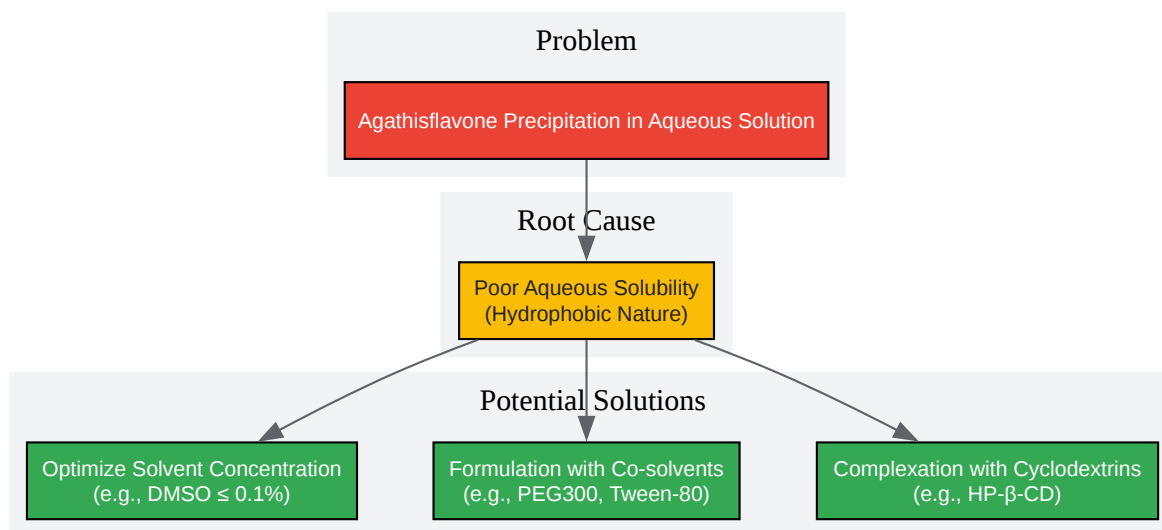 Problem
Agathisflavone Precipitation in Aqueous Solution
Root Cause
Poor Aqueous Solubility
(Hydrophobic Nature)
Potential Solutions
Optimize Solvent Concentration
(e.g., DMSO ≤ 0.1%)
Formulation with Co-solvents
(e.g., PEG300, Tween-80)
Complexation with Cyclodextrins
(e.g., HP-β-CD)